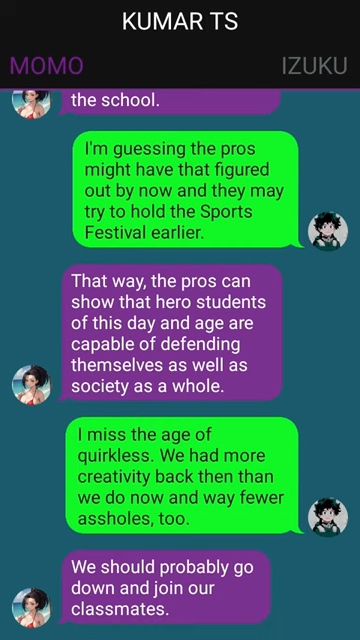 KUMAR TS
MOMO
IZUKU
the school.
I'm guessing the pros
might have that figured
out by now and they may
try to hold the Sports
Festival earlier.
That way, the pros can
show that hero students
of this day and age are
capable of defending
themselves as well as
society as a whole.
I miss the age of
quirkless. We had more
creativity back then than
we do now and way fewer
assholes, too.
We should probably go
down and join our
classmates.